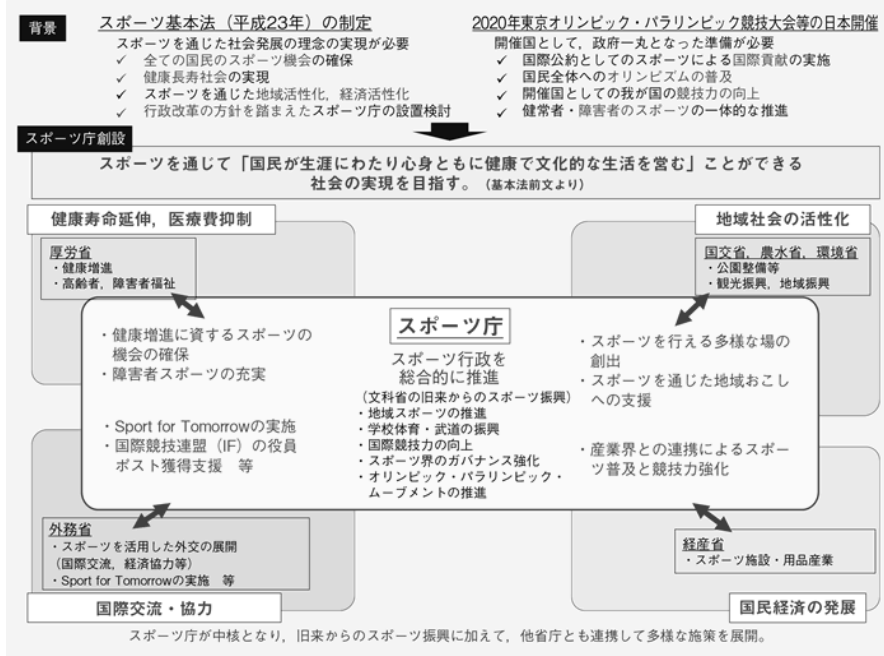 背景
スポーツ基本法(平成23年)の制定
スポーツを通じた社会発展の理念の実現が必要
✓ 全ての国民のスポーツ機会の確保
✓ 健康長寿社会の実現
✓ スポーツを通じた地域活性化,経済活性化
✓ 行政改革の方針を踏まえたスポーツ庁の設置検討
2020年東京オリンピック・パラリンピック競技大会等の日本開催
開催国として,政府一丸となった準備が必要
✓ 国際公約としてのスポーツによる国際貢献の実施
✓ 国民全体へのオリンピズムの普及
✓ 開催国としての我が国の競技力の向上
✓ 健常者・障害者のスポーツの一体的な推進
スポーツ庁創設
スポーツを通じて「国民が生涯にわたり心身ともに健康で文化的な生活を営む」ことができる
社会の実現を目指す。(基本法前文より)
健康寿命延伸,医療費抑制
厚労省
・健康増進
・高齢者,障害者福祉
地域社会の活性化
国交省,農水省,環境省
・公園整備等
・観光振興,地域振興
・健康増進に資するスポーツの
機会の確保
・障害者スポーツの充実
・Sport for Tomorrowの実施
・国際競技連盟(IF)の役員
ポスト獲得支援 等
スポーツ庁
スポーツ行政を
総合的に推進
(文科省の旧来からのスポーツ振興)
・地域スポーツの推進
・学校体育・武道の振興
・国際競技力の向上
・スポーツ界のガバナンス強化
・オリンピック・パラリンピック・
ムーブメントの推進
・スポーツを行える多様な場の
創出
・スポーツを通じた地域おこし
への支援
・産業界との連携によるスポー
ツ普及と競技力強化
外務省
・スポーツを活用した外交の展開
(国際交流,経済協力等)
・Sport for Tomorrowの実施 等
国際交流・協力
経産省
・スポーツ施設・用品産業
国民経済の発展
スポーツ庁が中核となり,旧来からのスポーツ振興に加えて,他省庁とも連携して多様な施策を展開。